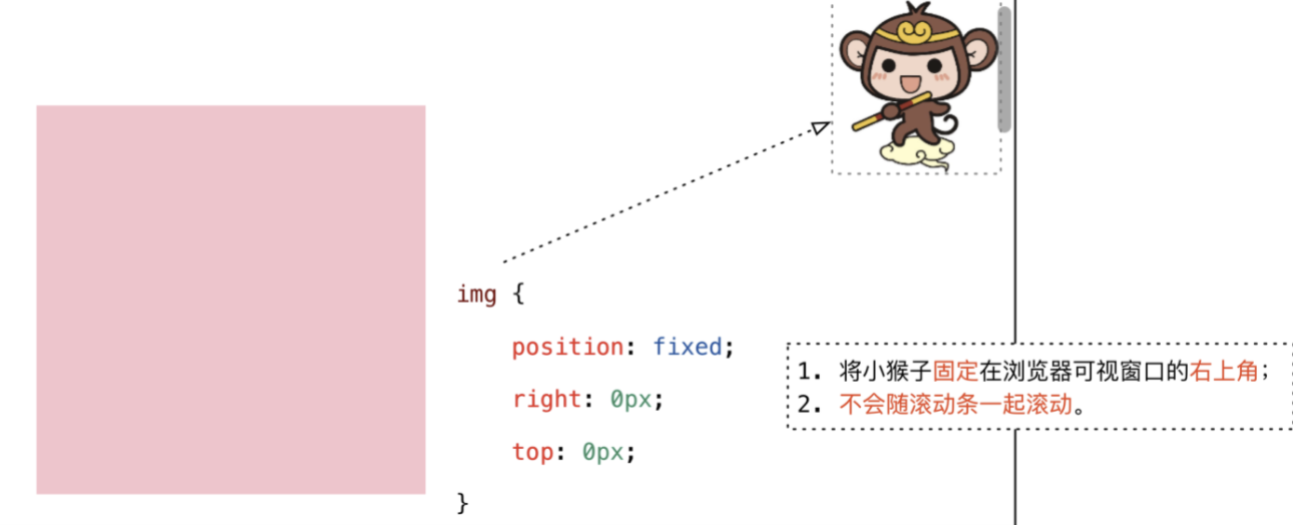 img {
position: fixed;
right: 0px;
top: 0px;
}
1. 将小猴子固定在浏览器可视窗口的右上角；
2. 不会随滚动条一起滚动。